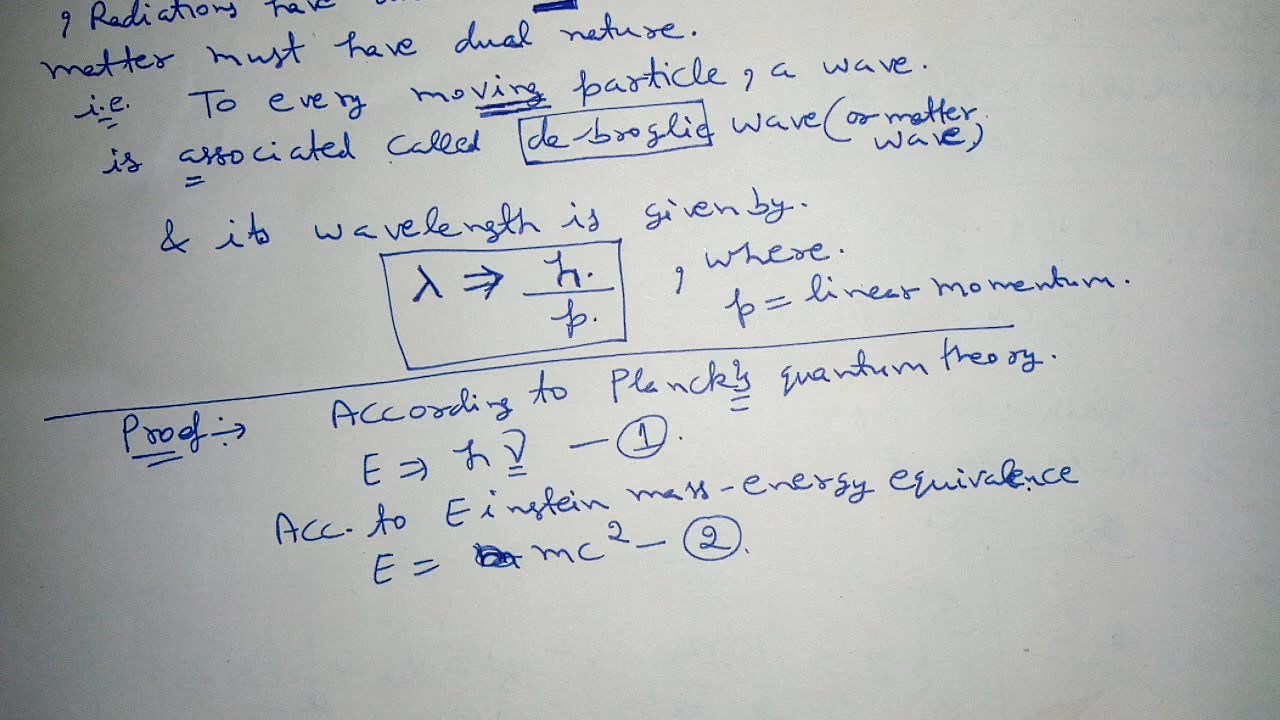 , Radiations have
matter must have dual nature.
i.e. To every moving particle, a wave.
is associated called de-broglie wave (or matter wave,)
& its wavelength is given by.
λ ⇒ h. / p. , where.
p = linear momentum.
Proof :→ According to Planck's quantum theory.
E ⇒ hν — ①.
Acc. to Einstein mass-energy equivalence
E = mc² — ②.